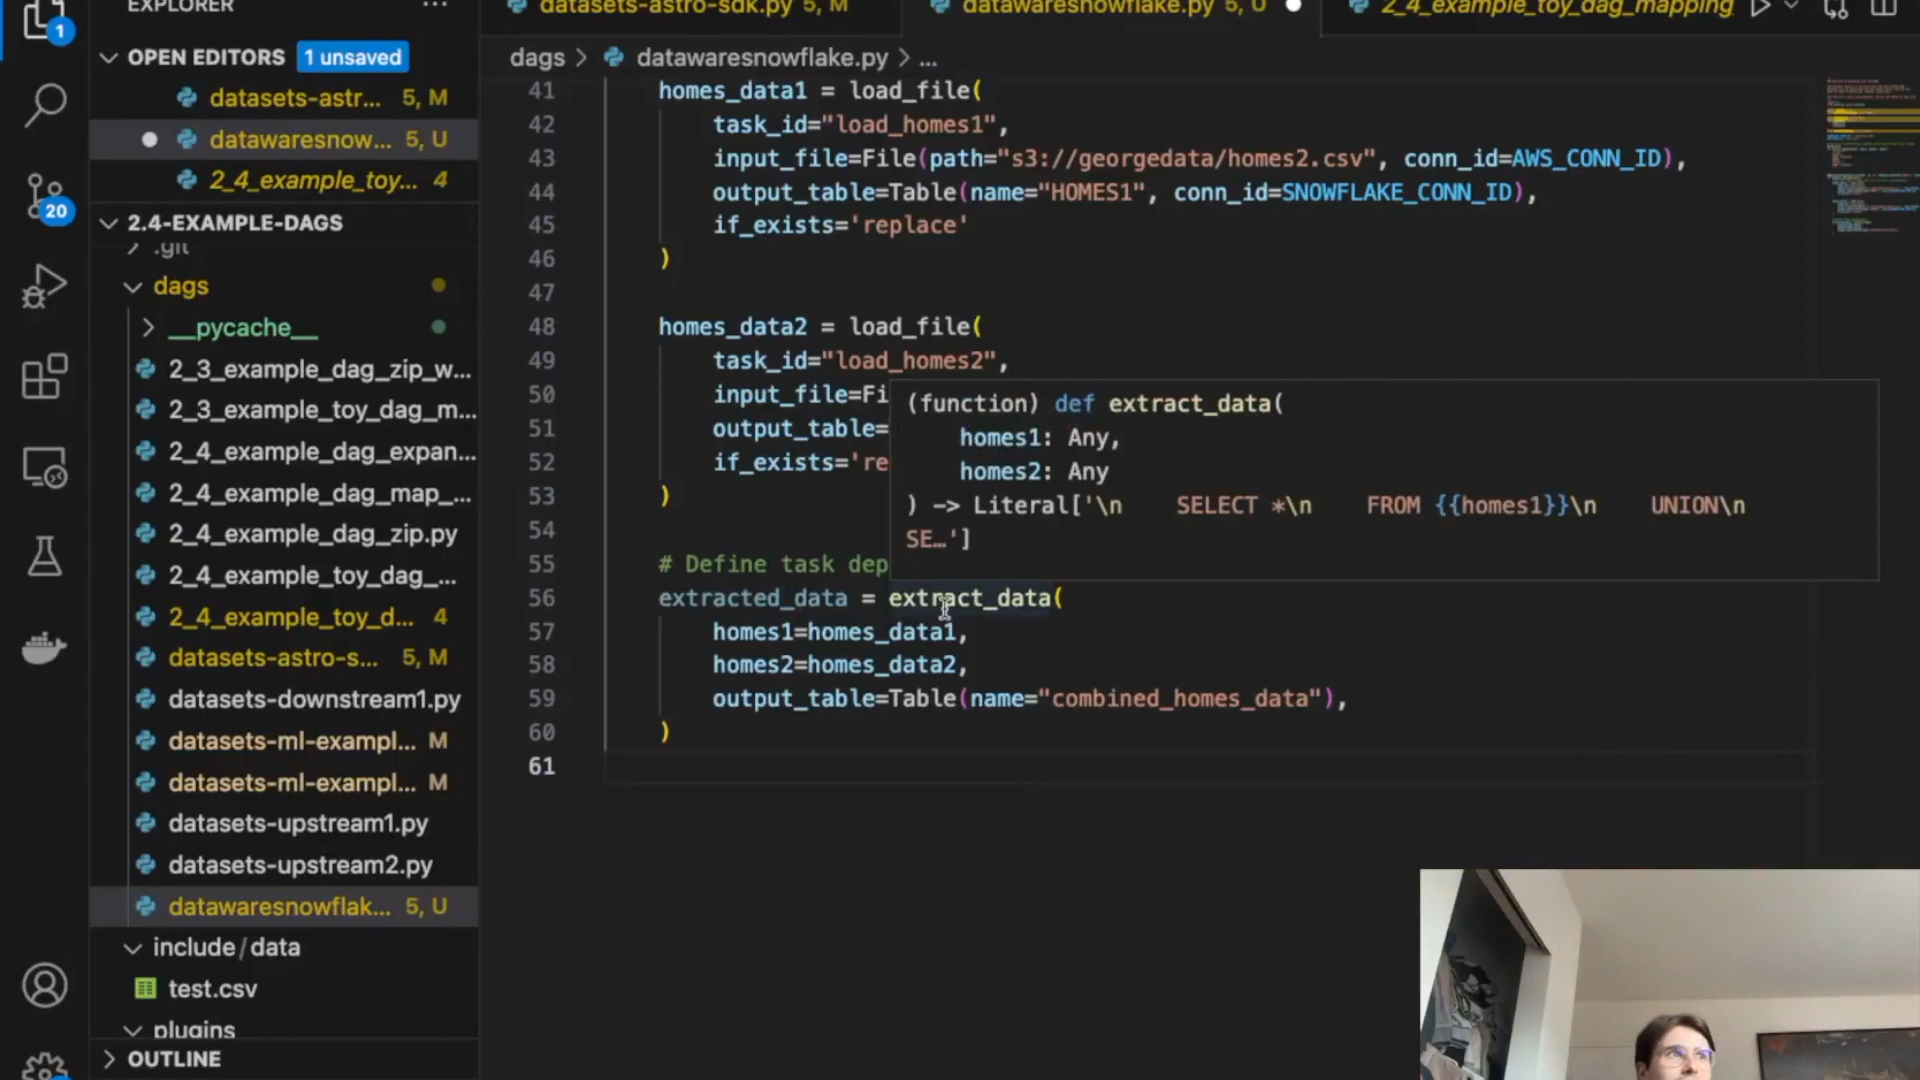 EXPLORER ...
1
OPEN EDITORS 1 unsaved
datasets-astr... 5, M
datawaresnow... 5, U
2_4_example_toy... 4
20
2.4-EXAMPLE-DAGS
.git
dags
__pycache__
2_3_example_dag_zip_w...
2_3_example_toy_dag_m...
2_4_example_dag_expan...
2_4_example_dag_map_...
2_4_example_dag_zip.py
2_4_example_toy_dag_...
2_4_example_toy_d... 4
datasets-astro-s... 5, M
datasets-downstream1.py
datasets-ml-exampl... M
datasets-ml-exampl... M
datasets-upstream1.py
datasets-upstream2.py
datawaresnowflak... 5, U
include/data
test.csv
plugins
OUTLINE
datasets-astro-sdk.py 5, M datawaresnowflake.py 5, U 2_4_example_toy_dag_mapping
dags > datawaresnowflake.py > ...
41 homes_data1 = load_file(
42 task_id="load_homes1",
43 input_file=File(path="s3://georgedata/homes2.csv", conn_id=AWS_CONN_ID),
44 output_table=Table(name="HOMES1", conn_id=SNOWFLAKE_CONN_ID),
45 if_exists='replace'
46 )
47
48 homes_data2 = load_file(
49 task_id="load_homes2",
50 input_file=Fi
51 output_table=
52 if_exists='re
53 )
54
55 # Define task dep
56 extracted_data = extract_data(
57 homes1=homes_data1,
58 homes2=homes_data2,
59 output_table=Table(name="combined_homes_data"),
60 )
61
(function) def extract_data(
homes1: Any,
homes2: Any
) -> Literal['\n SELECT *\n FROM {{homes1}}\n UNION\n
SE…']